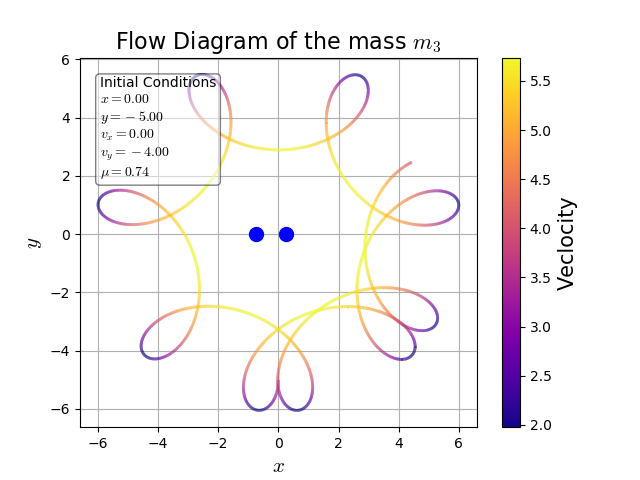 Flow Diagram of the mass m₃
Initial Conditions
x = 0.00
y = −5.00
vₓ = 0.00
v_y = −4.00
μ = 0.74
6
4
2
0
−2
−4
−6
y
−6
−4
−2
0
2
4
6
x
5.5
5.0
4.5
4.0
3.5
3.0
2.5
2.0
Veclocity